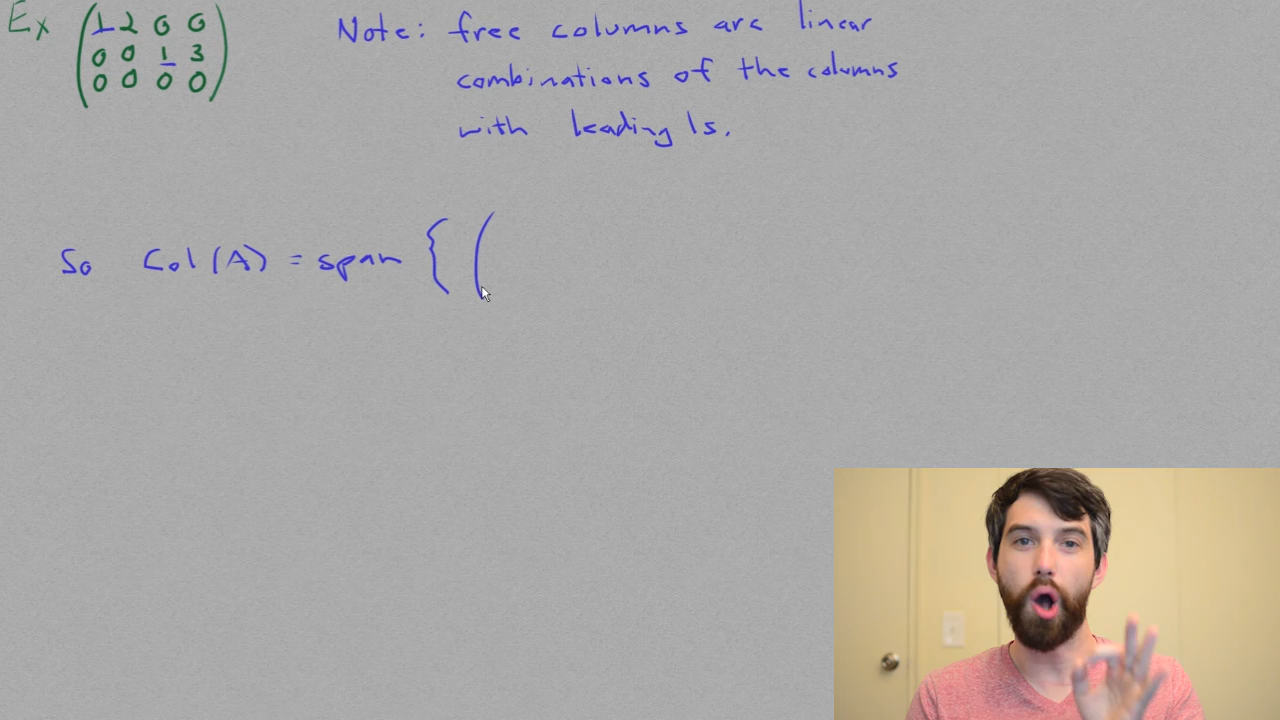 Ex (1 2 0 0
0 0 1 3
0 0 0 0)
Note: free columns are linear
combinations of the columns
with leading 1s.
So Col(A) = span { (